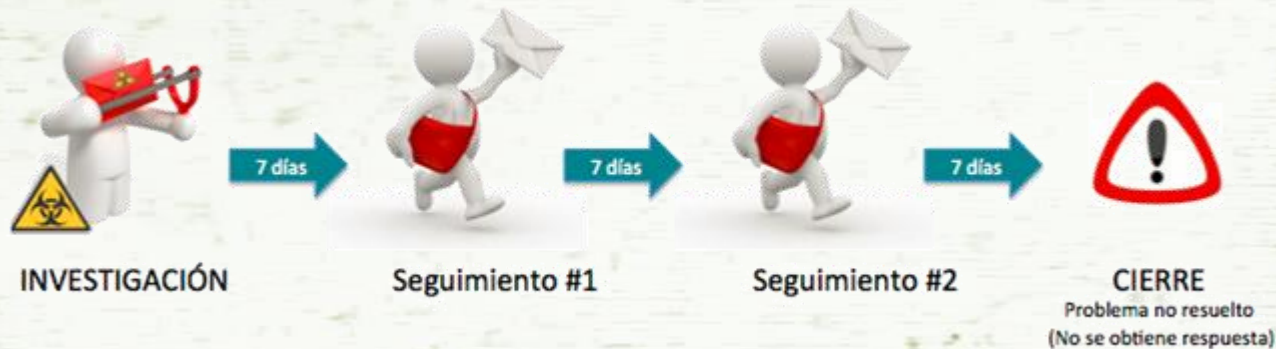 7 días
7 días
7 días
INVESTIGACIÓN
Seguimiento #1
Seguimiento #2
CIERRE
Problema no resuelto
(No se obtiene respuesta)